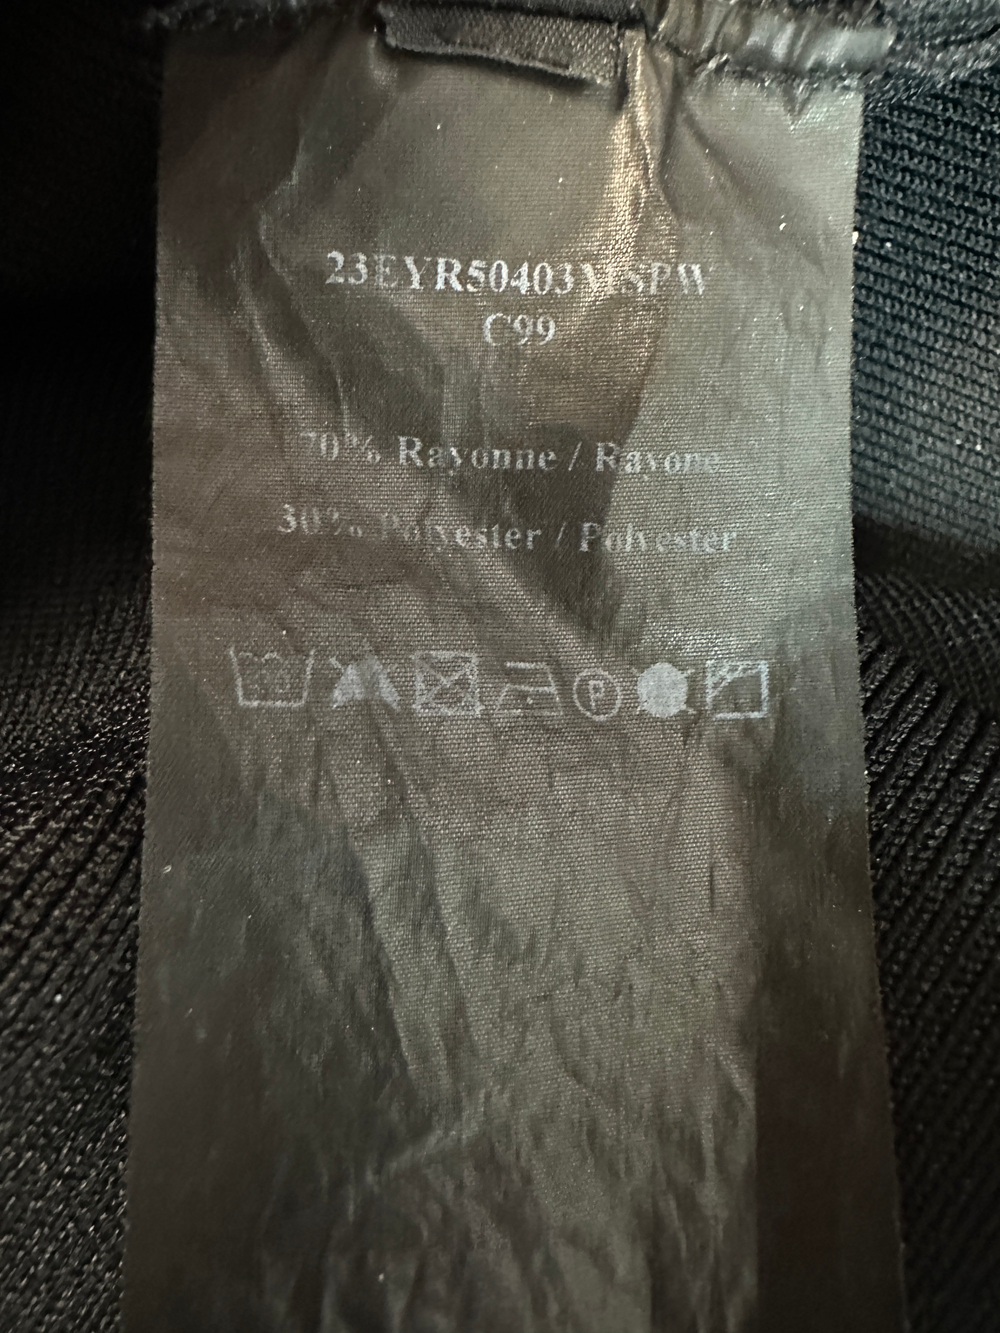 23EYR50403MSPW
C99
70% Rayonne / Rayone
30% Polyester / Polyester
P